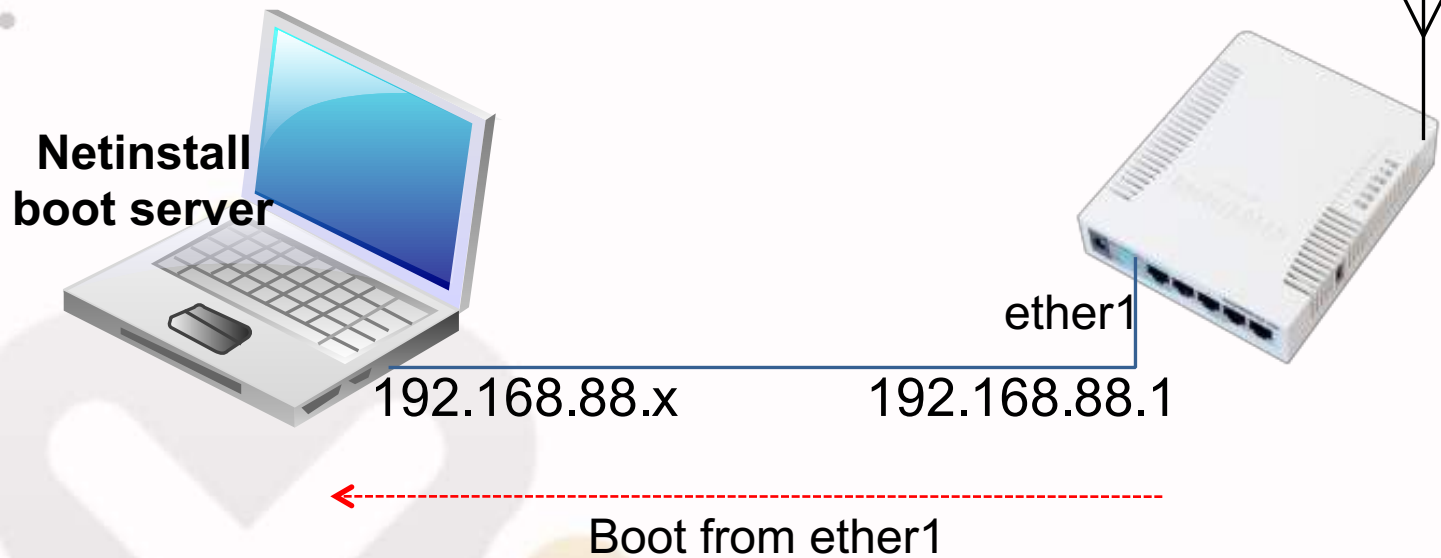 Netinstall
boot server
ether1
192.168.88.x
192.168.88.1
Boot from ether1